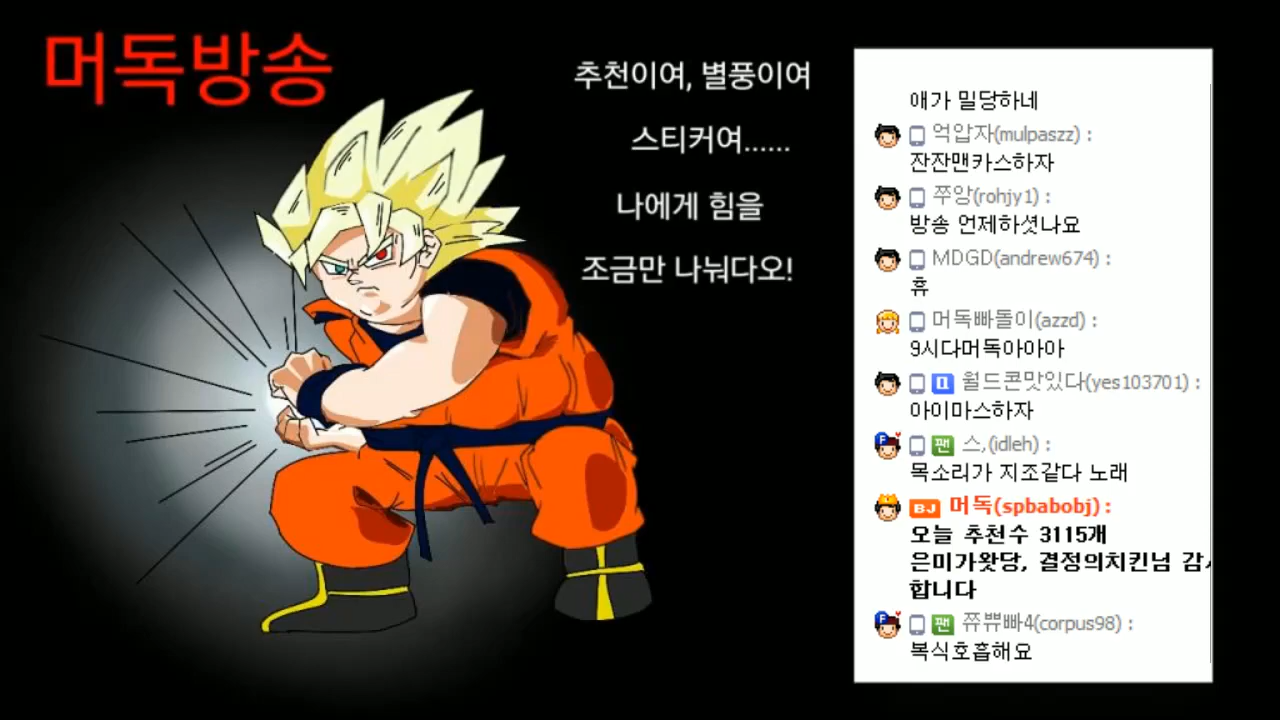 머독방송
추천이여, 별풍이여
스티커여......
나에게 힘을
조금만 나눠다오!
얘가 밀당하네
억압자(mulpaszz) :
잔잔맨카스하자
쭈앙(rohjy1) :
방송 언제하셧나요
MDGD(andrew674) :
휴
머독빠돌이(azzd) :
9시다머독아아아
월드콘맛있다(yes103701) :
아이마스하자
팬 스,(idleh) :
목소리가 지조같다 노래
BJ 머독(spbabobj) :
오늘 추천수 3115개
은미가왓당, 결정의치킨님 감
합니다
팬 쮸쀼빠4(corpus98) :
복식호흡해요